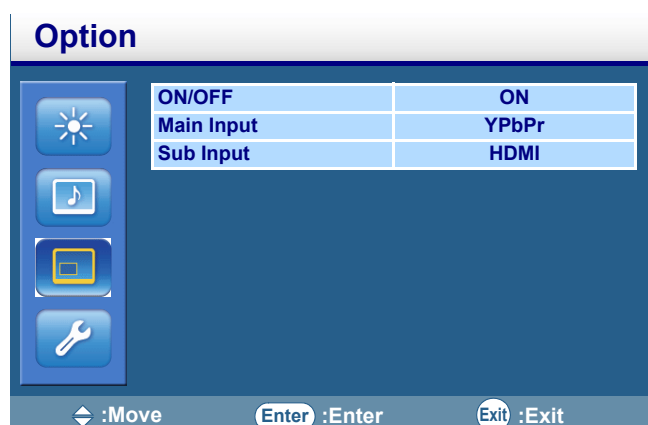 Option
ON/OFF ON
Main Input YPbPr
Sub Input HDMI
:Move Enter :Enter Exit :Exit